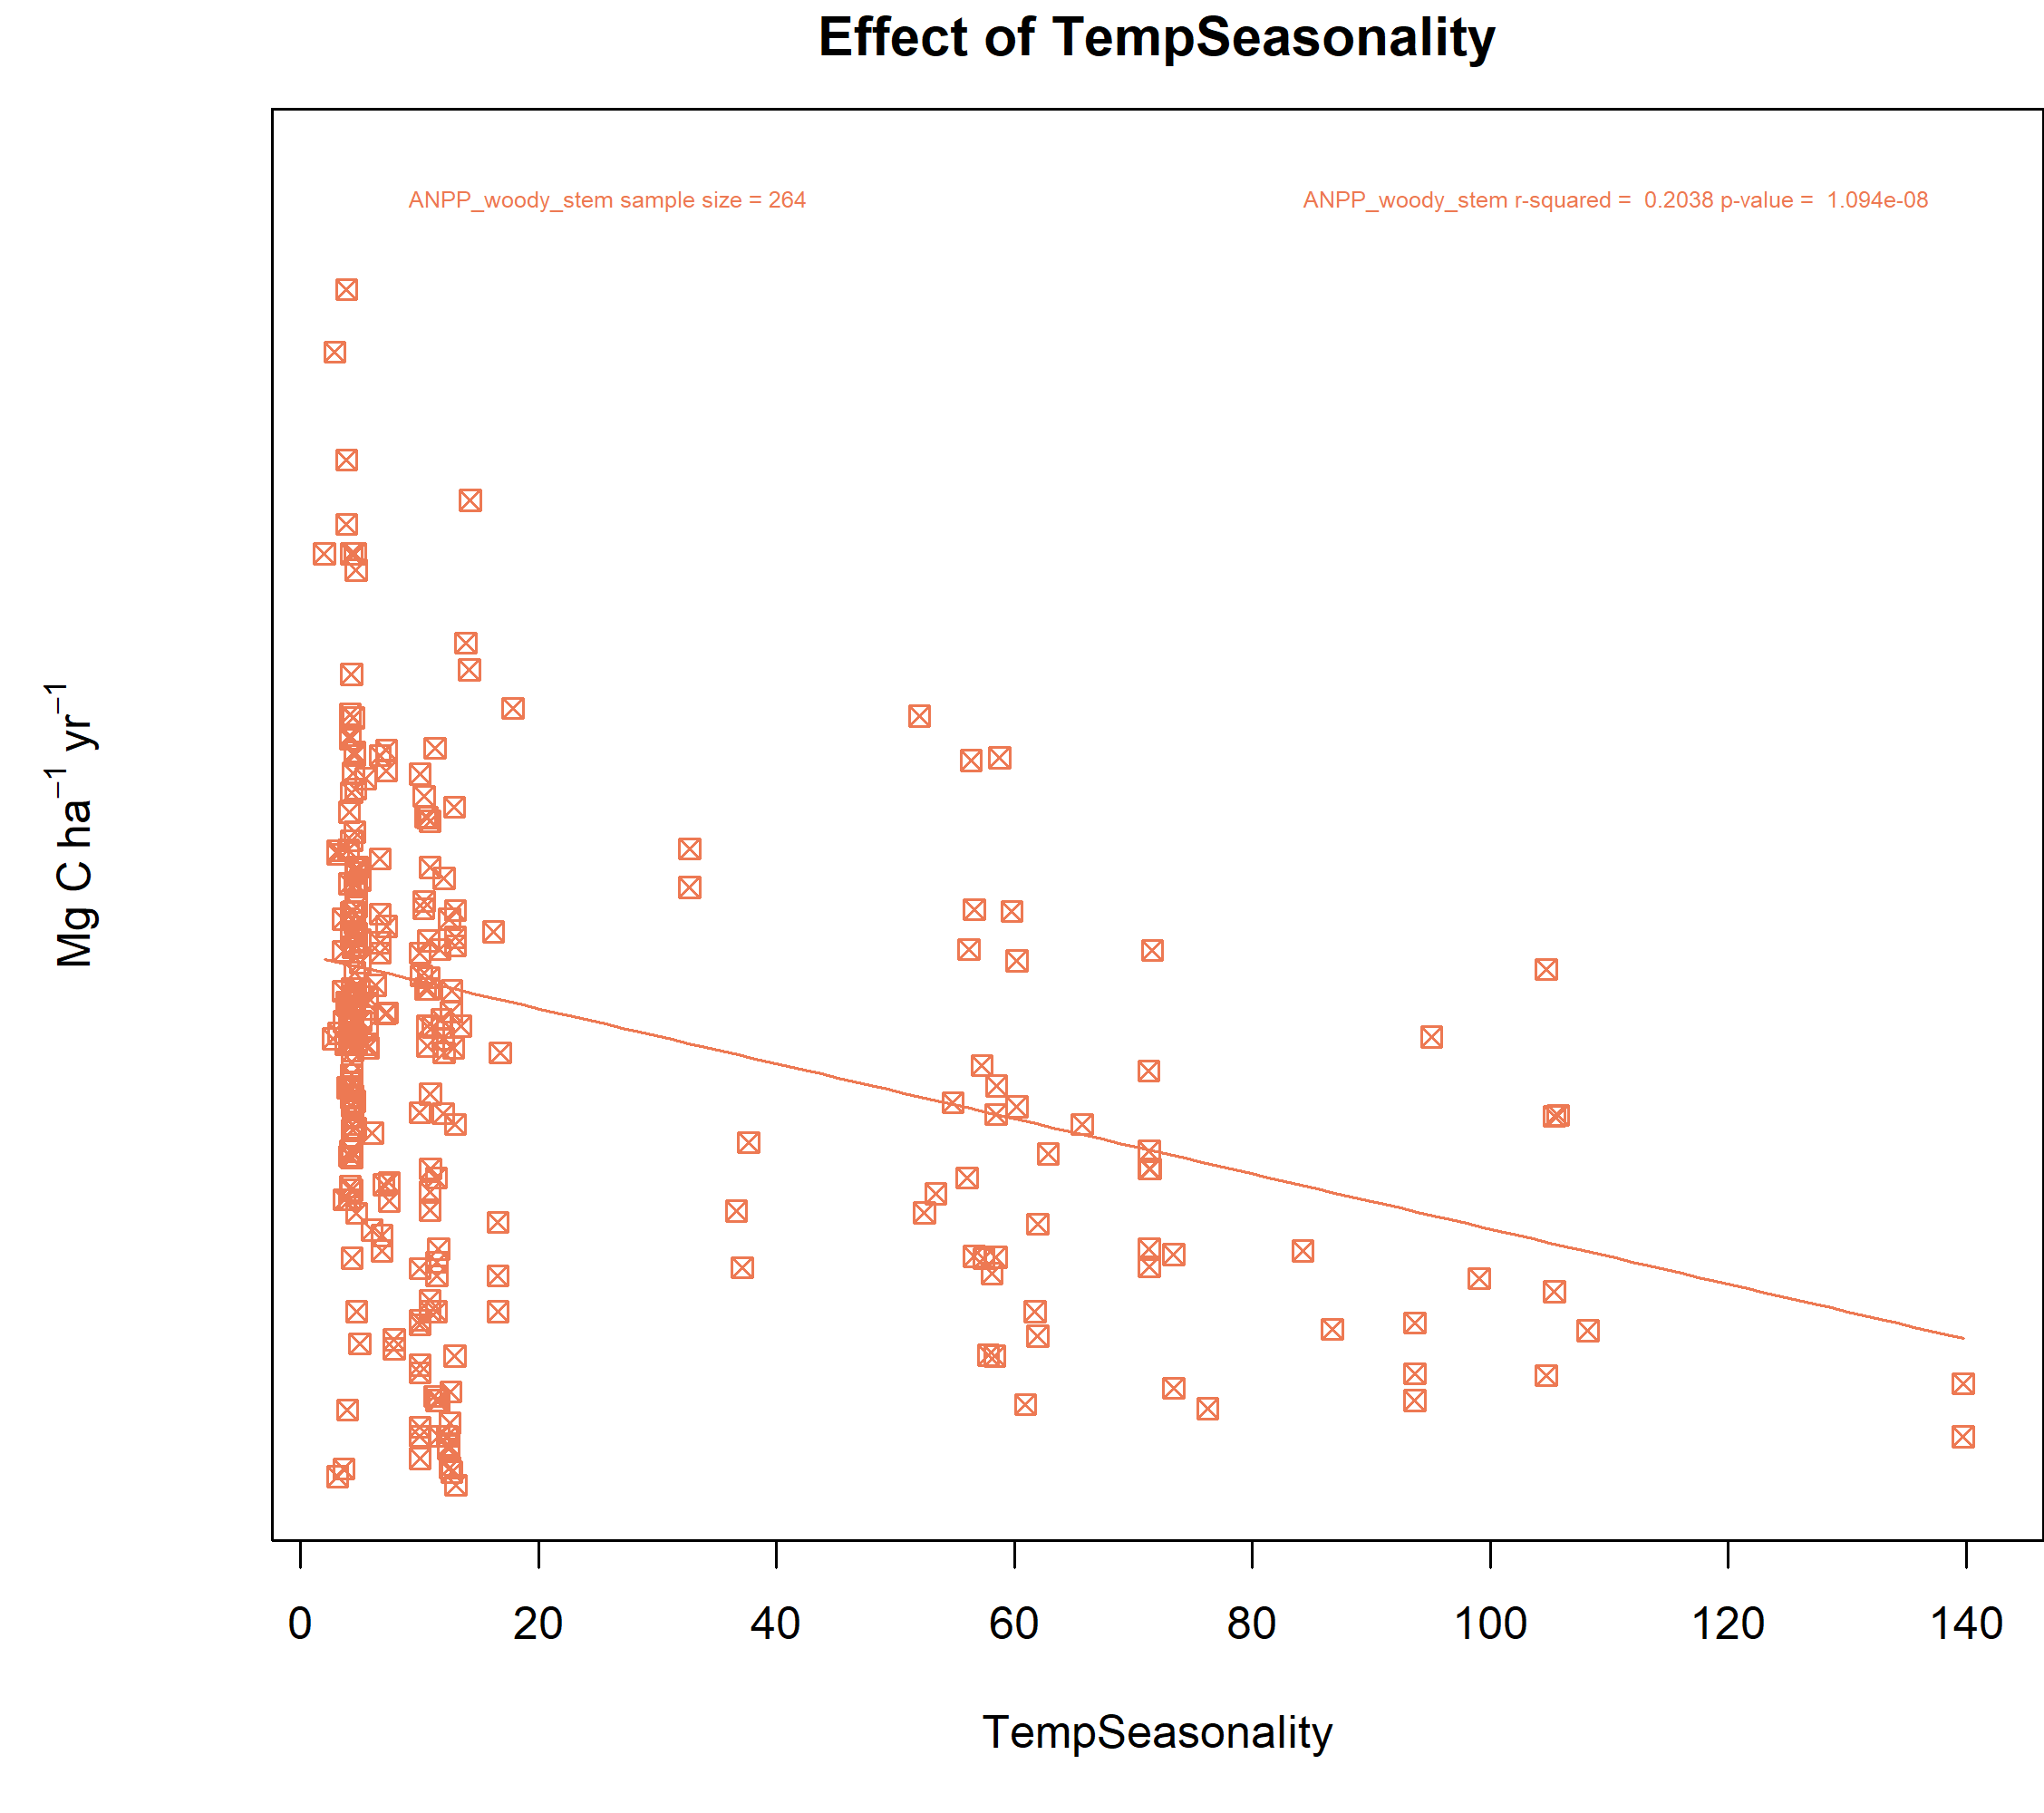 Effect of TempSeasonality
ANPP_woody_stem sample size = 264
ANPP_woody_stem r-squared = 0.2038 p-value = 1.094e-08
Mg C ha⁻¹ yr⁻¹
0 20 40 60 80 100 120 140
TempSeasonality